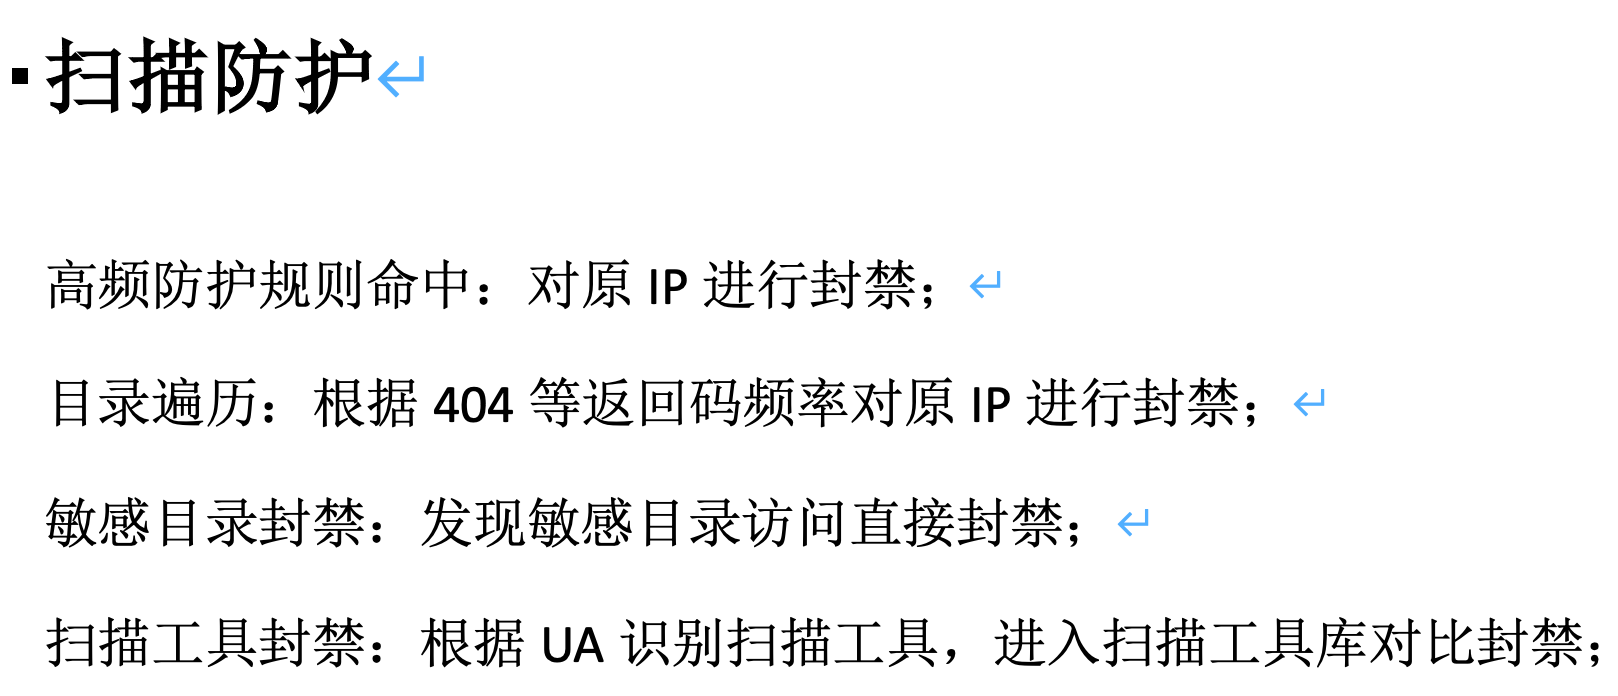 ▪扫描防护↵
高频防护规则命中：对原 IP 进行封禁；↵
目录遍历：根据 404 等返回码频率对原 IP 进行封禁；↵
敏感目录封禁：发现敏感目录访问直接封禁；↵
扫描工具封禁：根据 UA 识别扫描工具，进入扫描工具库对比封禁；